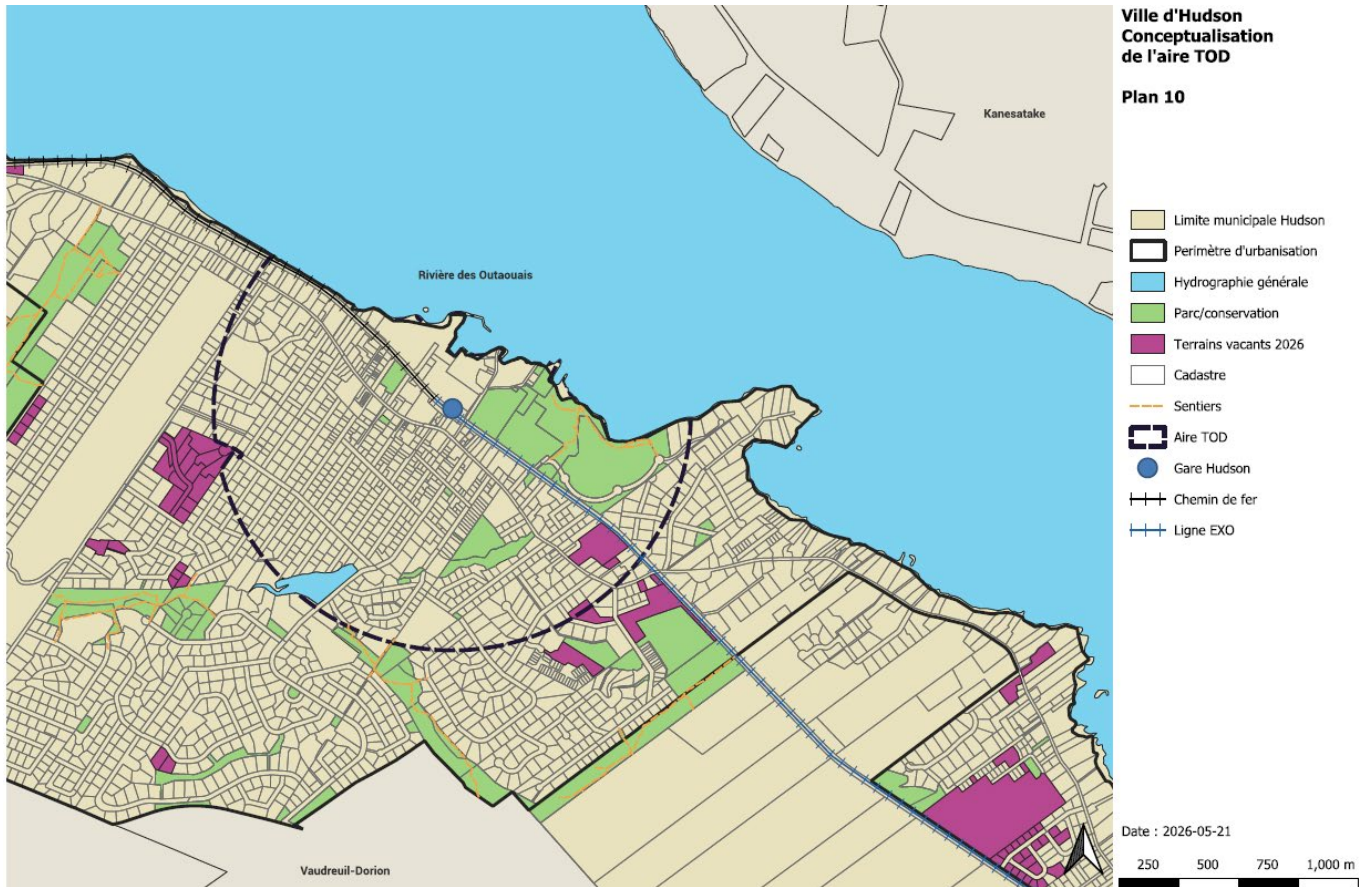 Ville d'Hudson
Conceptualisation
de l'aire TOD
Plan 10
Kanesatake
Rivière des Outaouais
Vaudreuil-Dorion
Limite municipale Hudson
Perimètre d'urbanisation
Hydrographie générale
Parc/conservation
Terrains vacants 2026
Cadastre
Sentiers
Aire TOD
Gare Hudson
Chemin de fer
Ligne EXO
Date : 2026-05-21
250 500 750 1,000 m